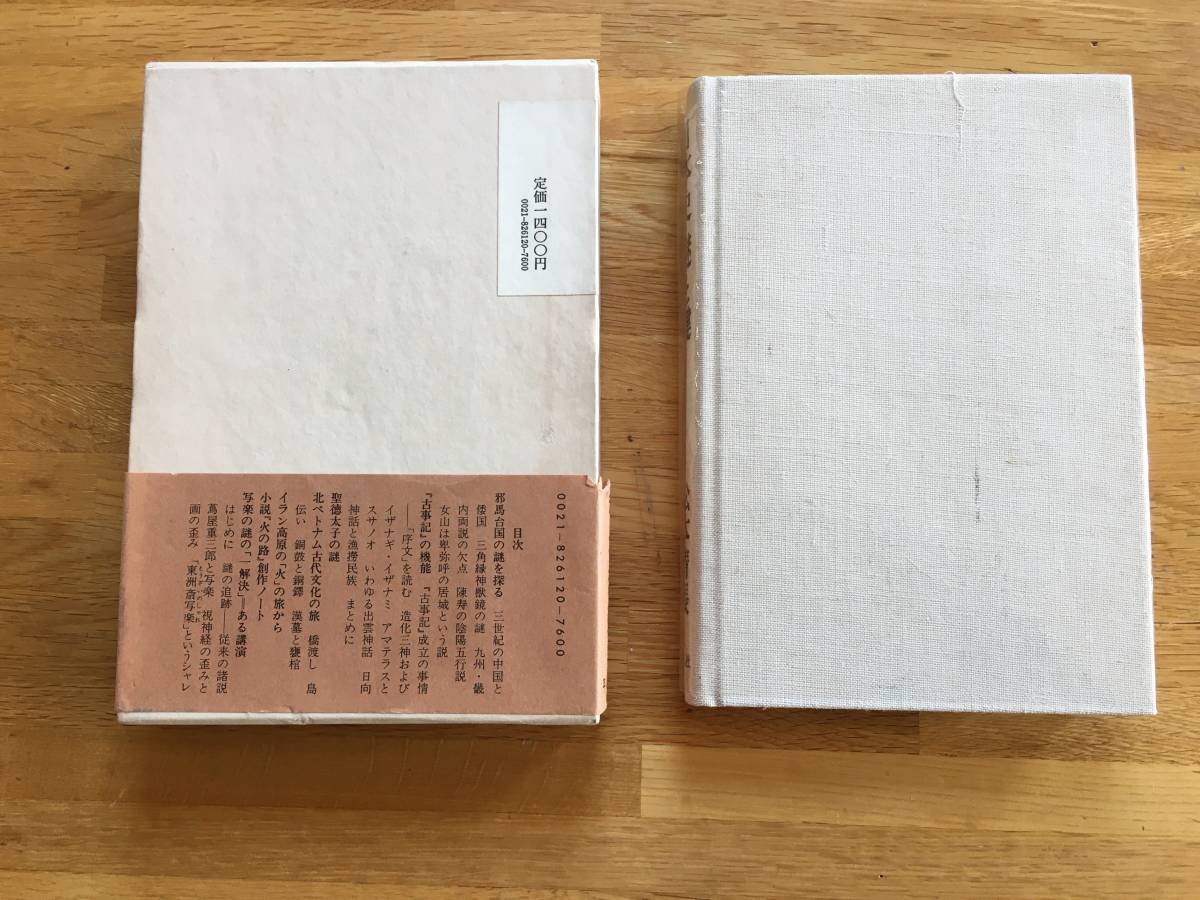 定価一四〇〇円
0021-826120-7600
0021-826120-7600
目次
邪馬台国の謎を探る 三世紀の中国と
倭国 三角縁神獣鏡の謎 九州・畿
内両説の欠点 陳寿の陰陽五行説
女山は卑弥呼の居城という説
『古事記』の機能 『古事記』成立の事情
――「序文」を読む 造化三神および
イザナギ・イザナミ アマテラスと
スサノオ いわゆる出雲神話 日向
神話と漁撈民族 まとめに
聖徳太子の謎
北ベトナム古代文化の旅 橋渡し 島
伝い 銅鼓と銅鐸 漢墓と甕棺
イラン高原の「火」の旅から
小説『火の路』創作ノート
写楽の謎の「一解決」=ある講演
はじめに 謎の追跡――従来の諸説
蔦屋重三郎と写楽 視神経の歪みと
画の歪み 「東洲斎写楽」というシャレ